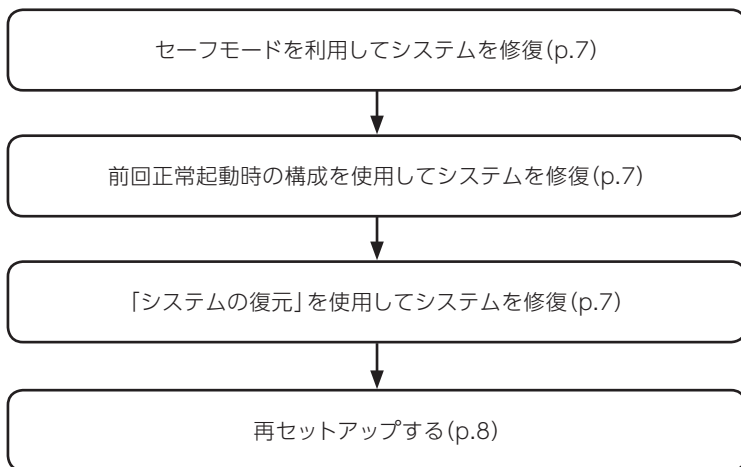 セーフモードを利用してシステムを修復(p.7)
前回正常起動時の構成を使用してシステムを修復(p.7)
「システムの復元」を使用してシステムを修復(p.7)
再セットアップする(p.8)